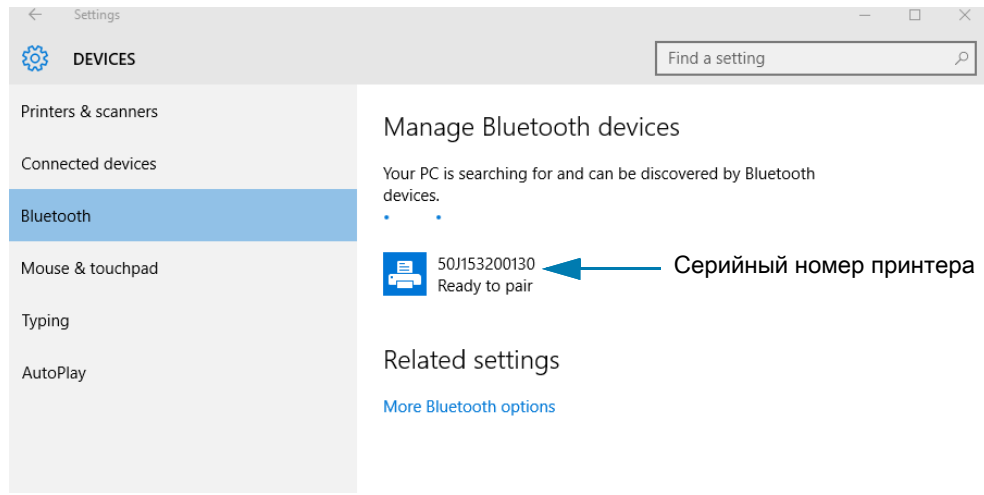 Settings
DEVICES
Find a setting
Printers & scanners
Connected devices
Bluetooth
Mouse & touchpad
Typing
AutoPlay
Manage Bluetooth devices
Your PC is searching for and can be discovered by Bluetooth
devices.
50J153200130
Серийный номер принтера
Ready to pair
Related settings
More Bluetooth options